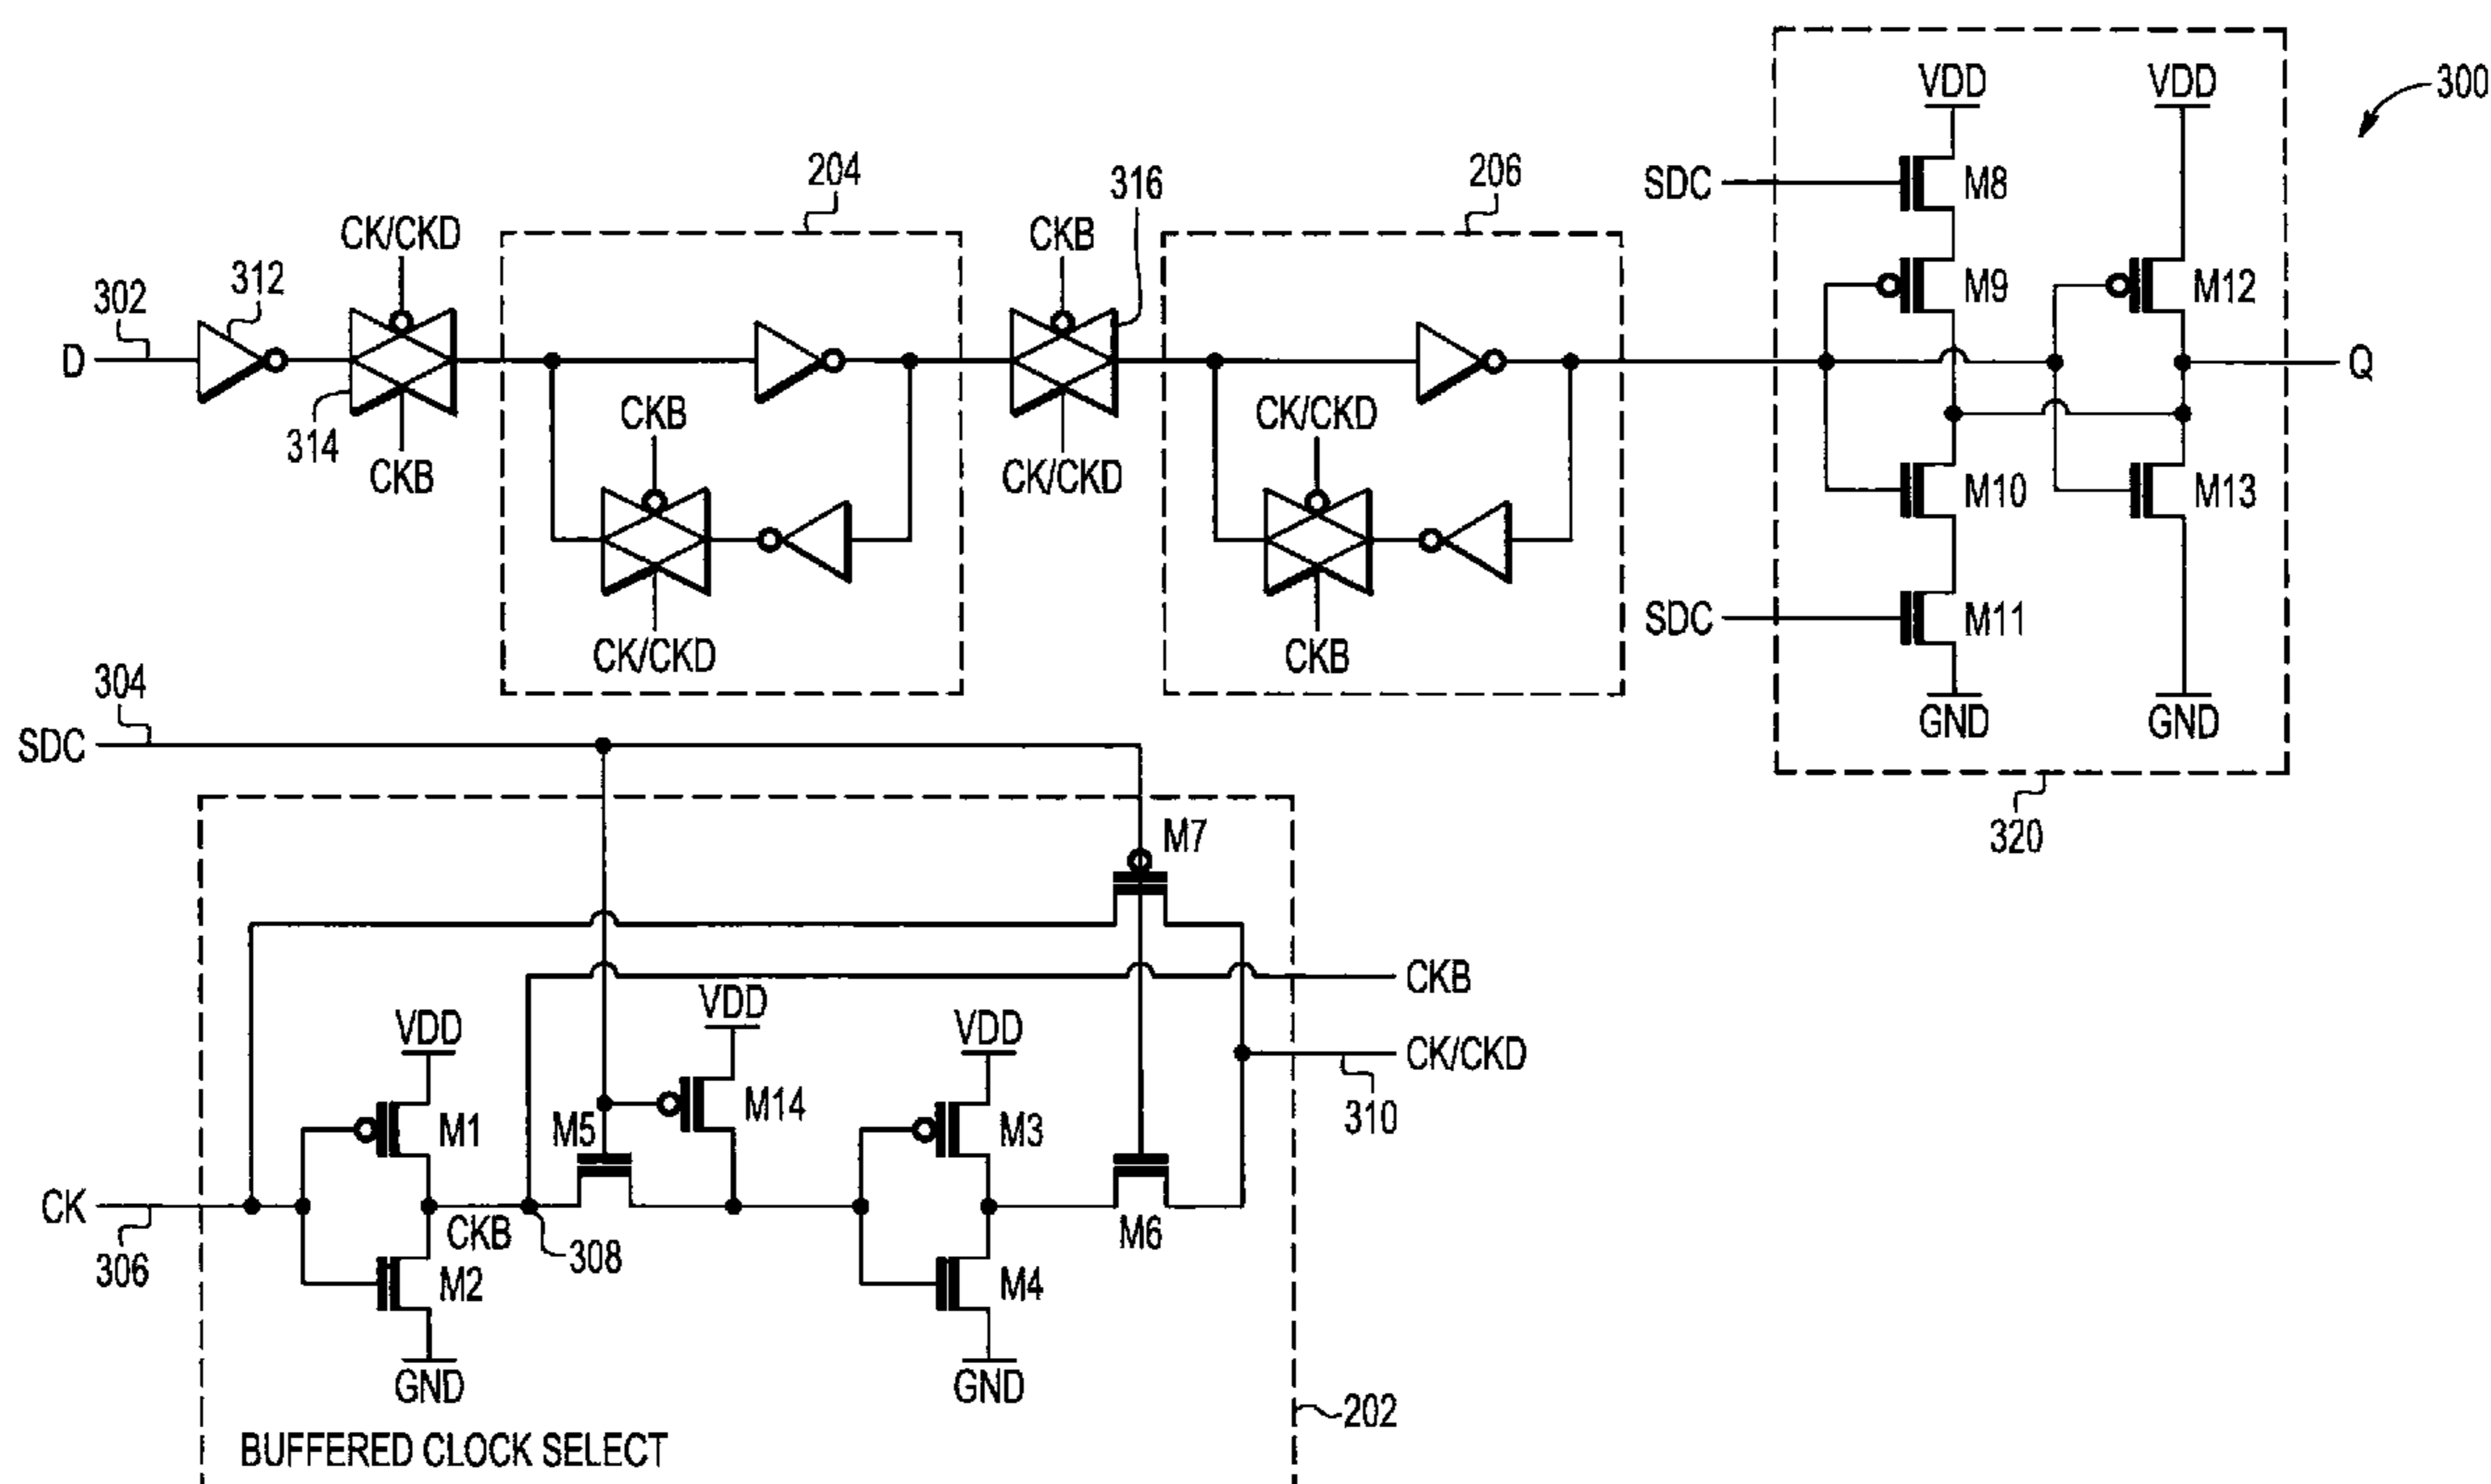 300
VDD
VDD
204
316
206
SDC
M8
CK/CKD
CKB
312
302
M9
M12
D
Q
CKB
CK/CKD
314
CKB
CK/CKD
M10
M13
SDC
M11
CK/CKD
CKB
304
GND
GND
SDC
320
M7
CKB
VDD
VDD
VDD
CK/CKD
M1
M5
M14
M3
310
CK
CKB
308
M6
306
M2
M4
GND
GND
202
BUFFERED CLOCK SELECT